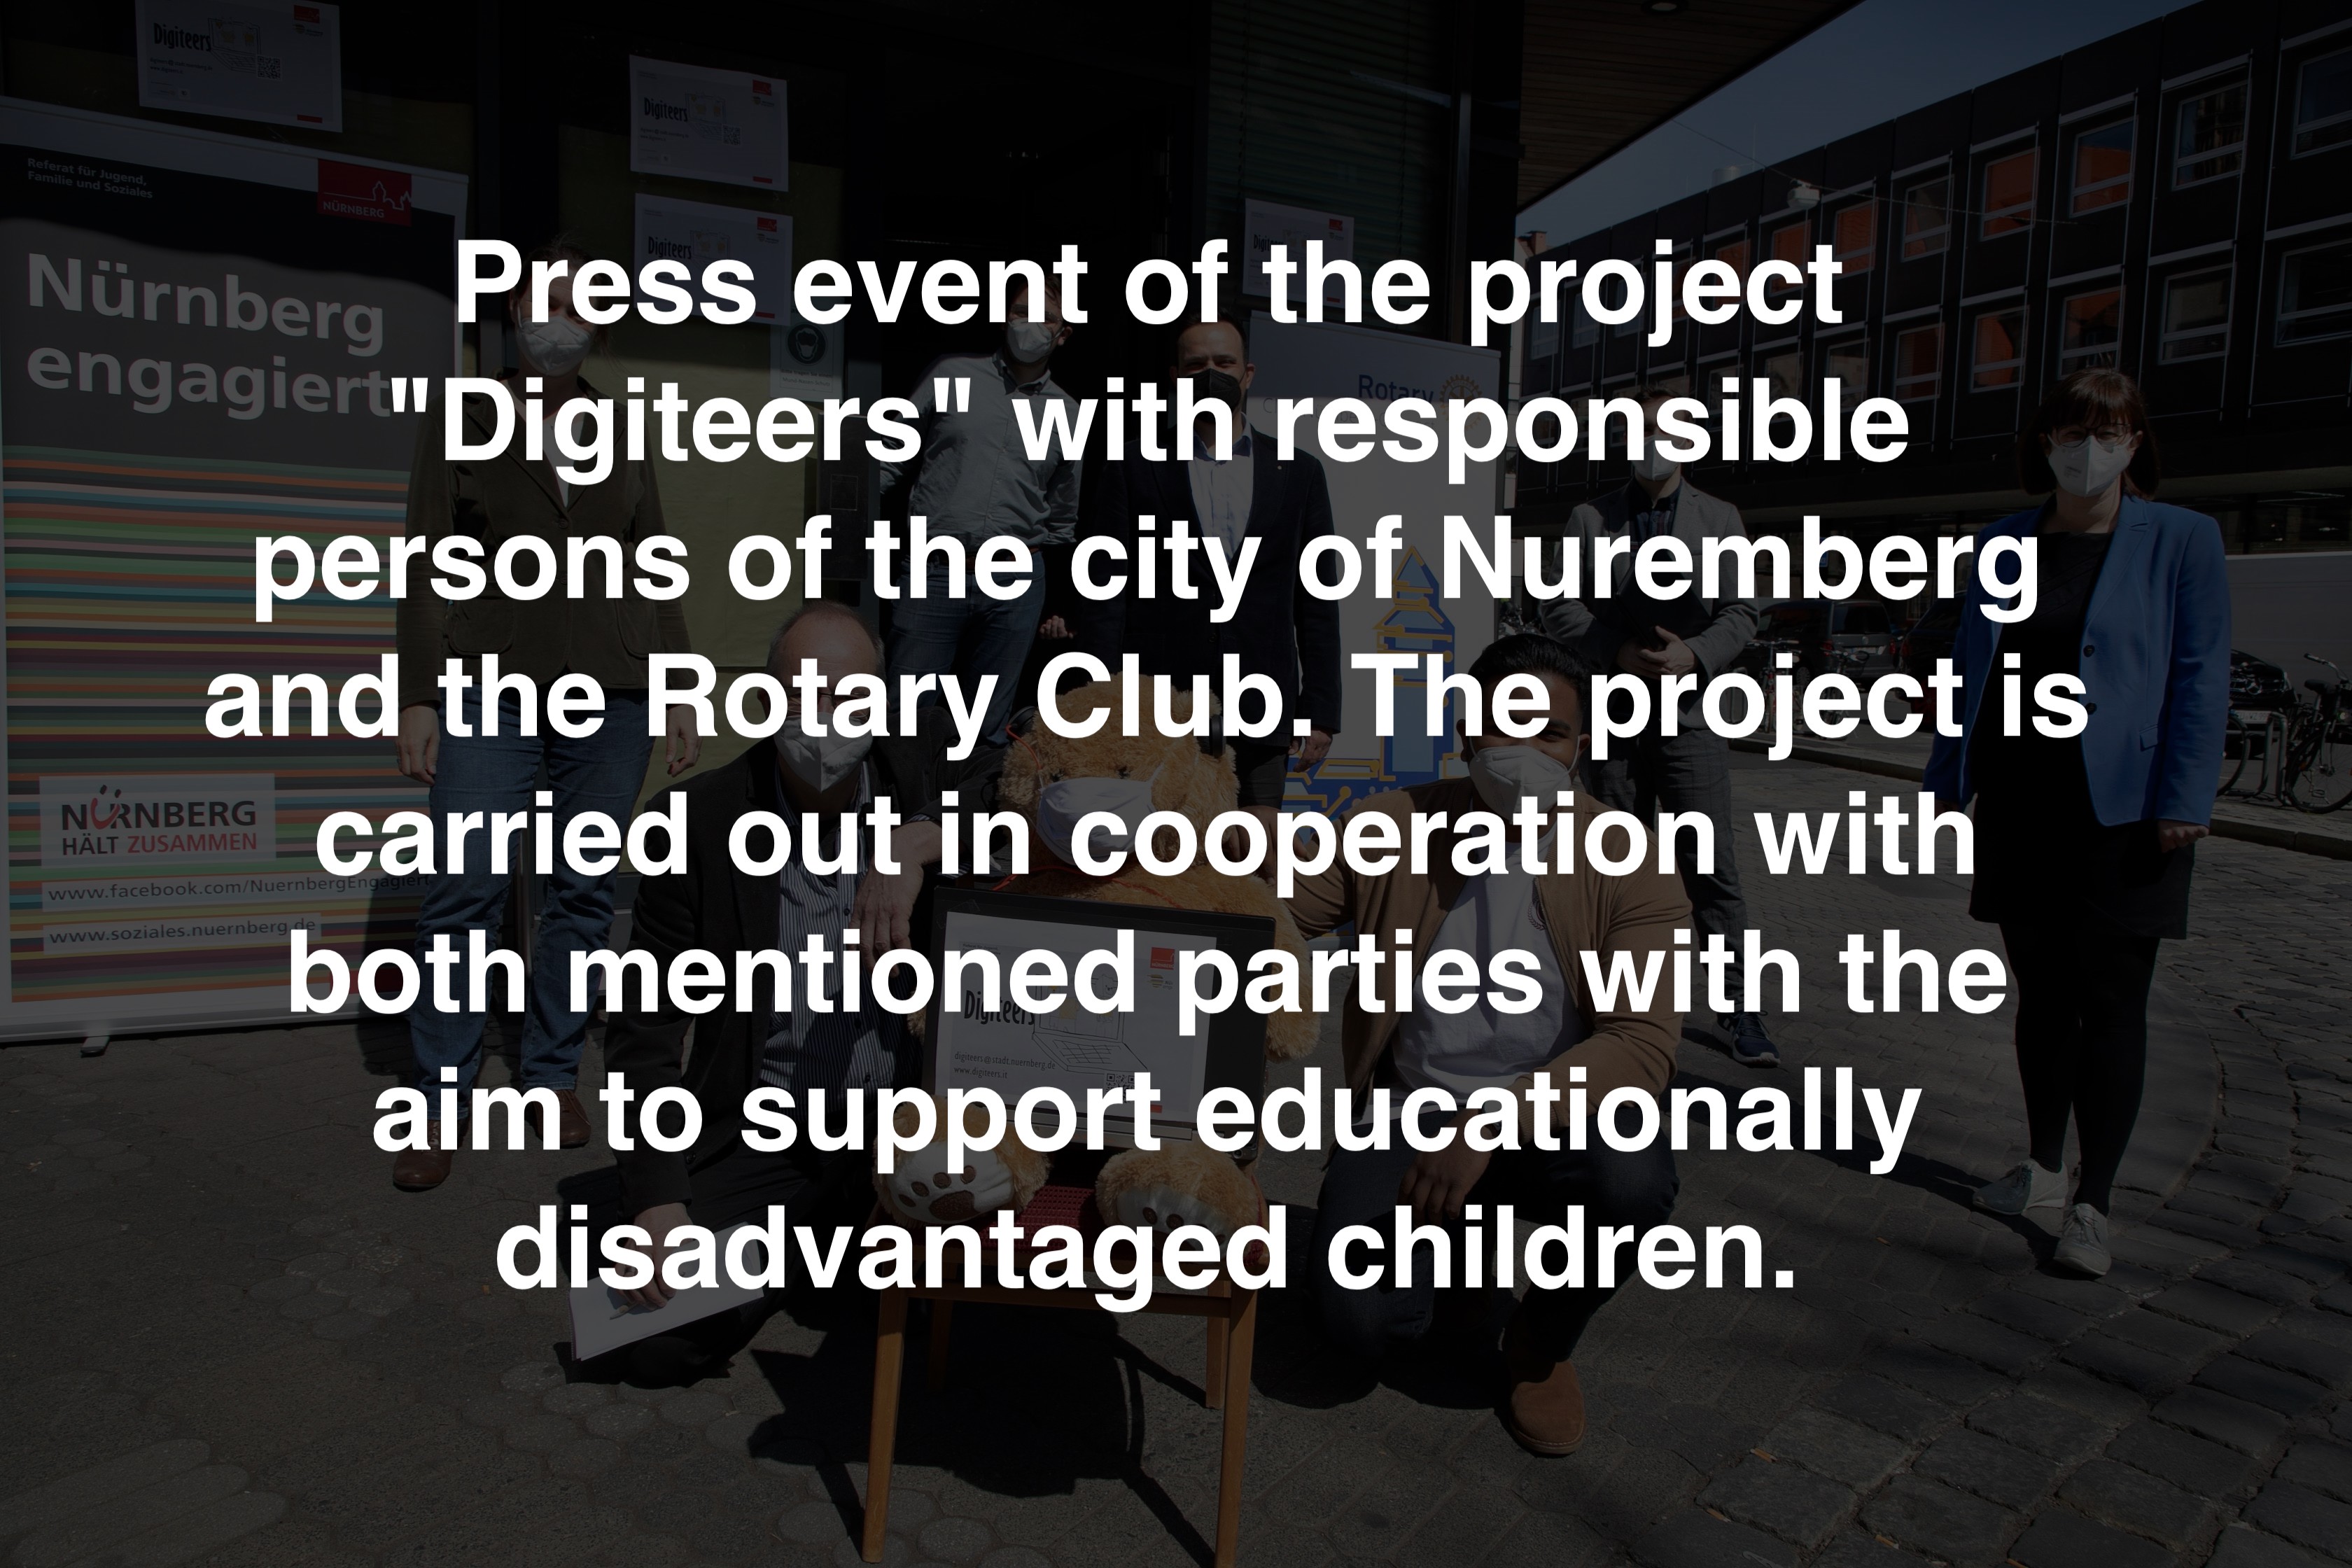 Digiteers
Digiteers
Digiteers
Referat für Jugend,
Familie und Soziales
NÜRNBERG
Nürnberg
engagiert
Rotary
Press event of the project
"Digiteers" with responsible
persons of the city of Nuremberg
and the Rotary Club. The project is
carried out in cooperation with
both mentioned parties with the
aim to support educationally
disadvantaged children.
NÜRNBERG
HÄLT ZUSAMMEN
www.facebook.com/NuernbergEngagiert
www.soziales.nuernberg.de
Digiteers
digiteers@stadt.nuernberg.de
www.digiteers.it